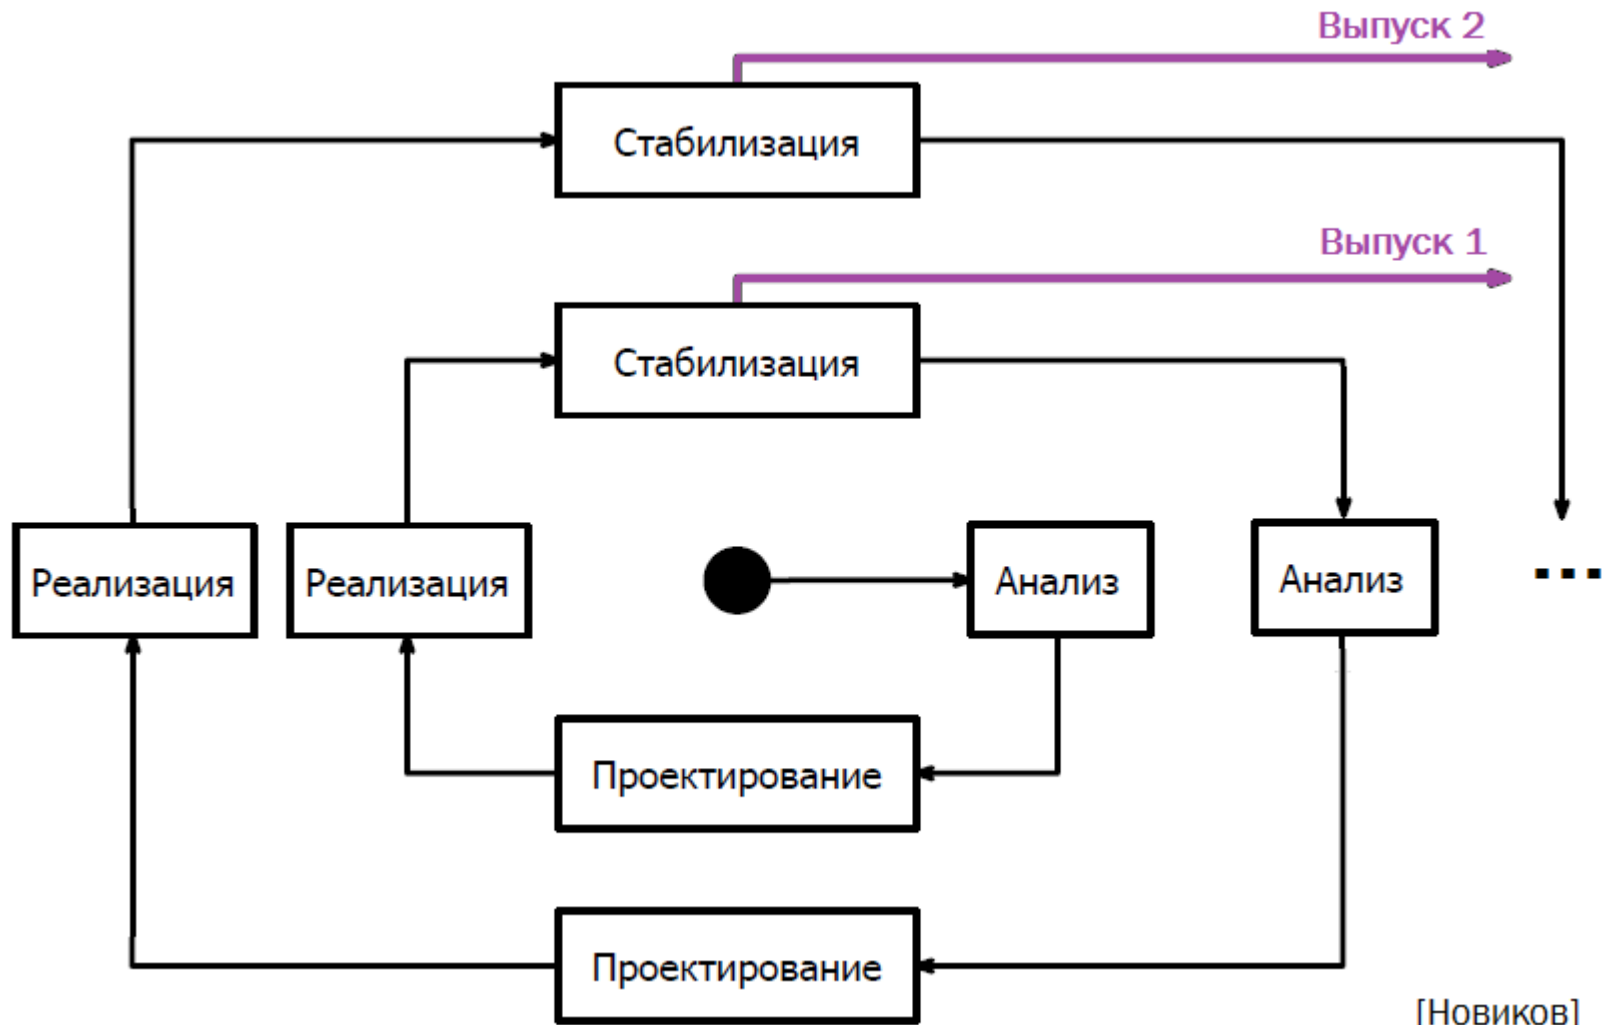 Выпуск 2
Стабилизация
Выпуск 1
Стабилизация
Реализация
Реализация
Анализ
Анализ
...
Проектирование
Проектирование
[Новиков]